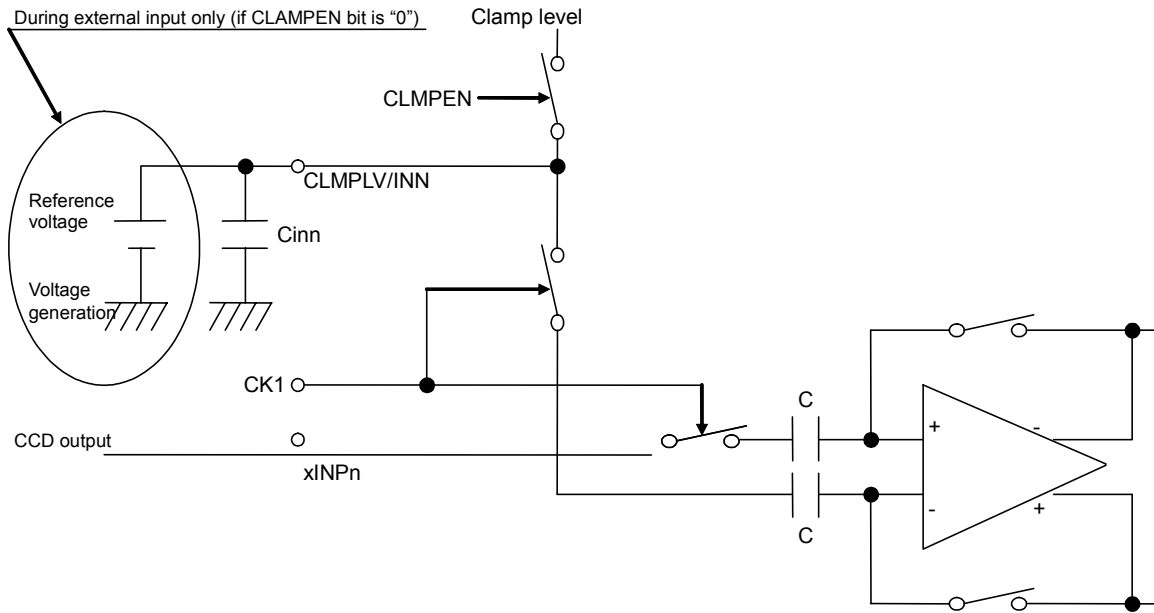 During external input only (if CLAMPEN bit is “0”)
Clamp level
CLMPEN
CLMPLV/INN
Reference
voltage
Cinn
Voltage
generation
CK1
C
CCD output
xINPn
+
-
-
+
C